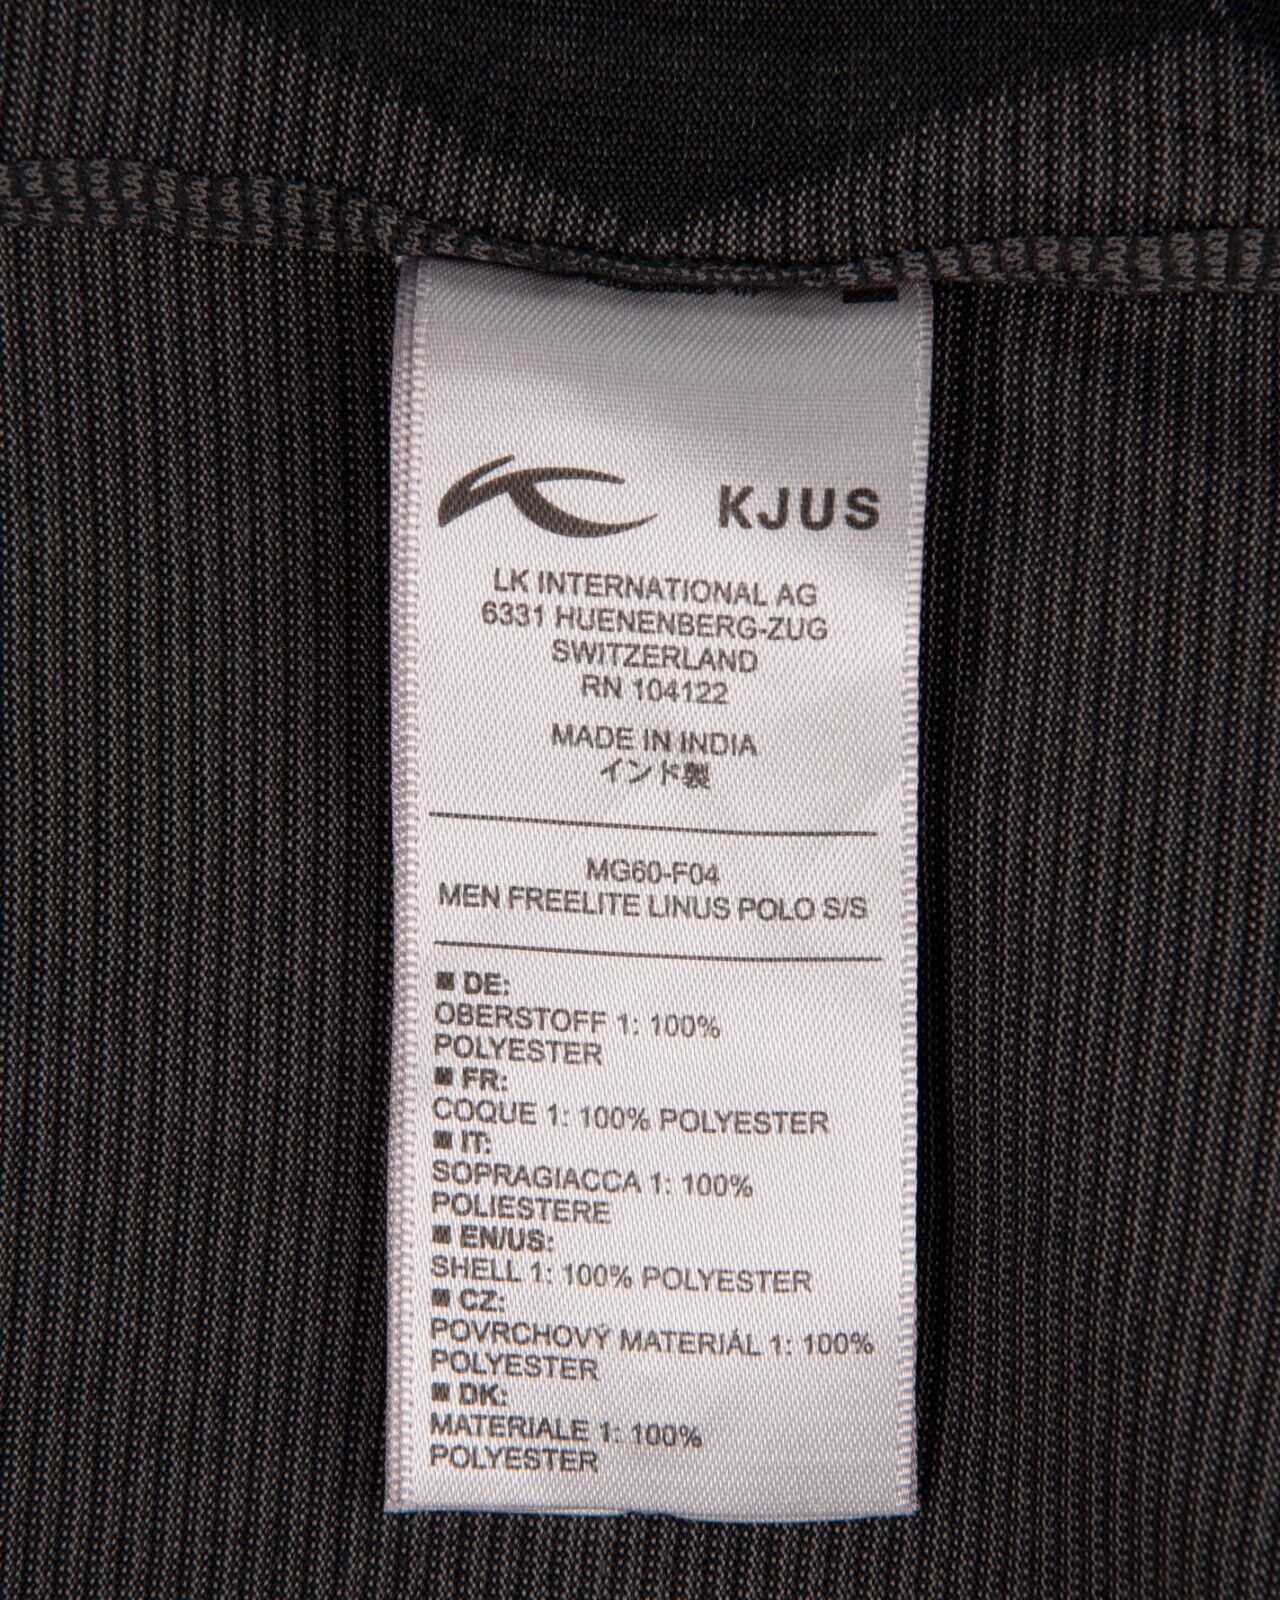 KJUS
LK INTERNATIONAL AG
6331 HUENENBERG-ZUG
SWITZERLAND
RN 104122
MADE IN INDIA
インド製
MG60-F04
MEN FREELITE LINUS POLO S/S
■ DE:
OBERSTOFF 1: 100%
POLYESTER
■ FR:
COQUE 1: 100% POLYESTER
■ IT:
SOPRAGIACCA 1: 100%
POLIESTERE
■ EN/US:
SHELL 1: 100% POLYESTER
■ CZ:
POVRCHOVÝ MATERIÁL 1: 100%
POLYESTER
■ DK:
MATERIALE 1: 100%
POLYESTER